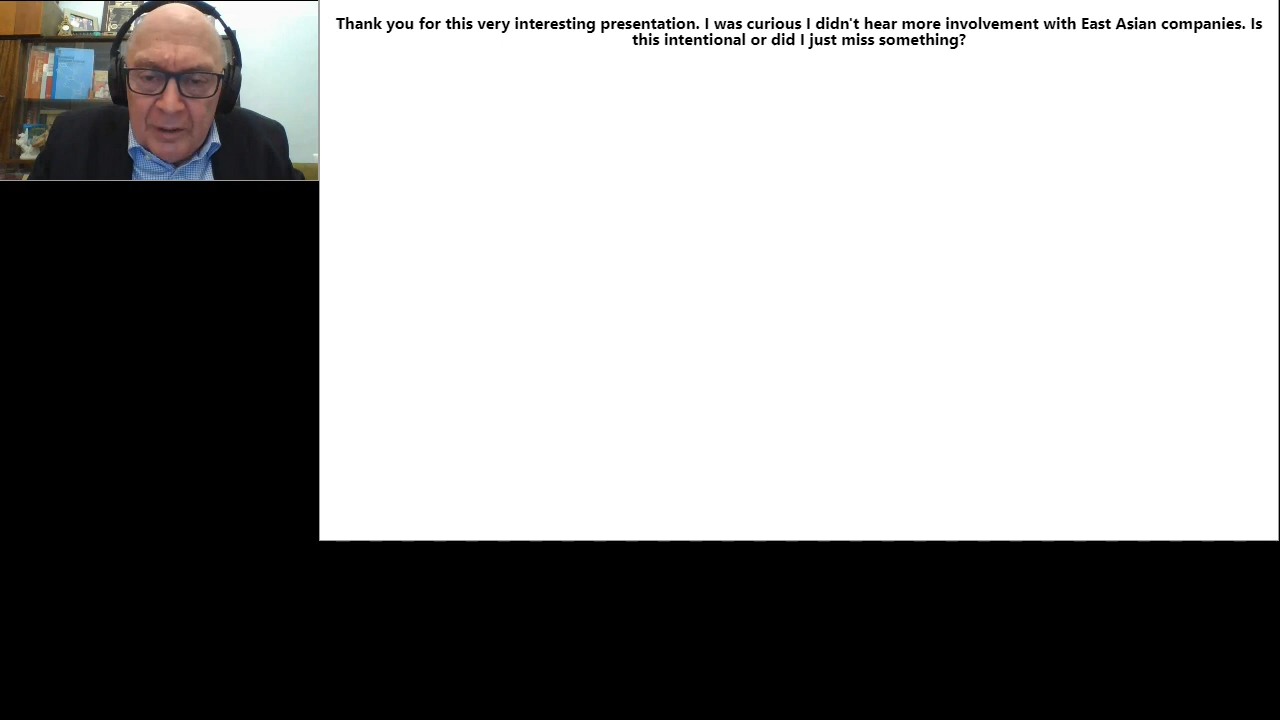 Thank you for this very interesting presentation. I was curious I didn't hear more involvement with East Asian companies. Is
this intentional or did I just miss something?